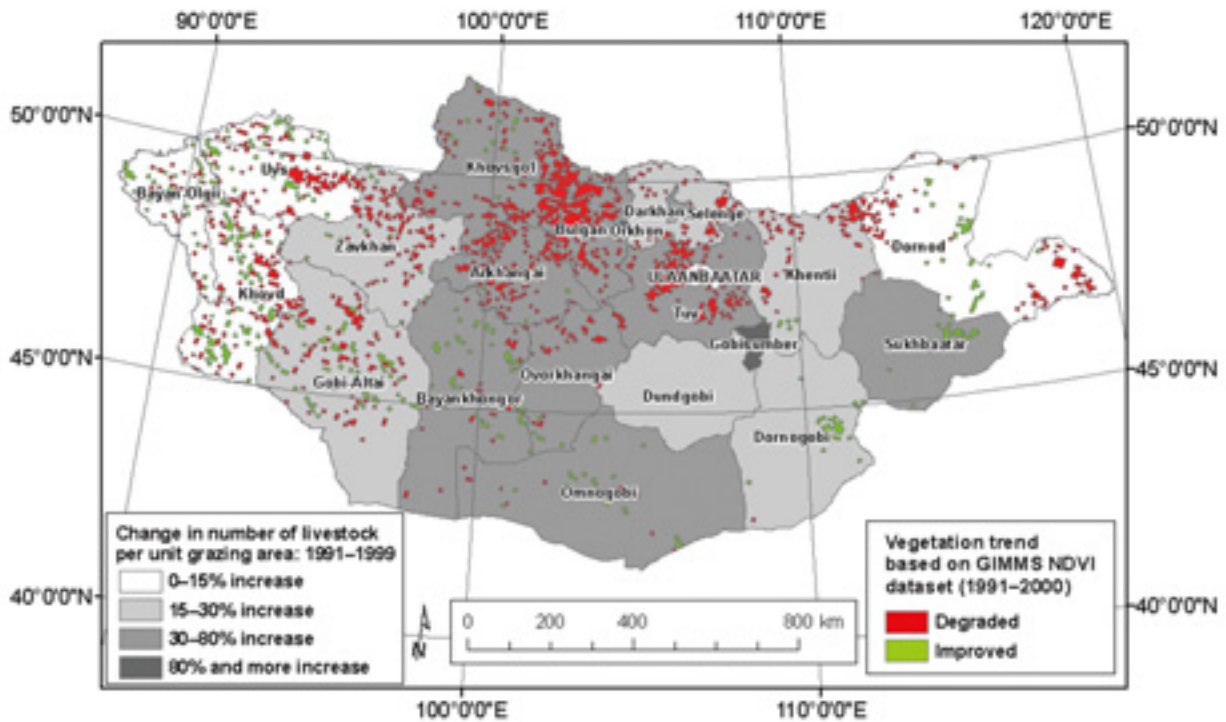 90°0'0"E 100°0'0"E 110°0'0"E 120°0'0"E
50°0'0"N 50°0'0"N
Khovsgol
Uvs
Bayan-Olgii
Darkhan Selenge
Bulgan Orkhon
Dornod
Zavkhan
Arkhangai
ULAANBAATAR
Khentii
Khovd
Tuv
Gobisumber
Sukhbaatar
45°0'0"N 45°0'0"N
Gobi-Altai
Ovorkhangai
Bayankhongor
Dundgobi
Dornogobi
Omnogobi
Change in number of livestock
per unit grazing area: 1991–1999
0–15% increase
15–30% increase
30–80% increase
80% and more increase
40°0'0"N 40°0'0"N
N
0 200 400 800 km
Vegetation trend
based on GIMMS NDVI
dataset (1991–2000)
Degraded
Improved
100°0'0"E 110°0'0"E